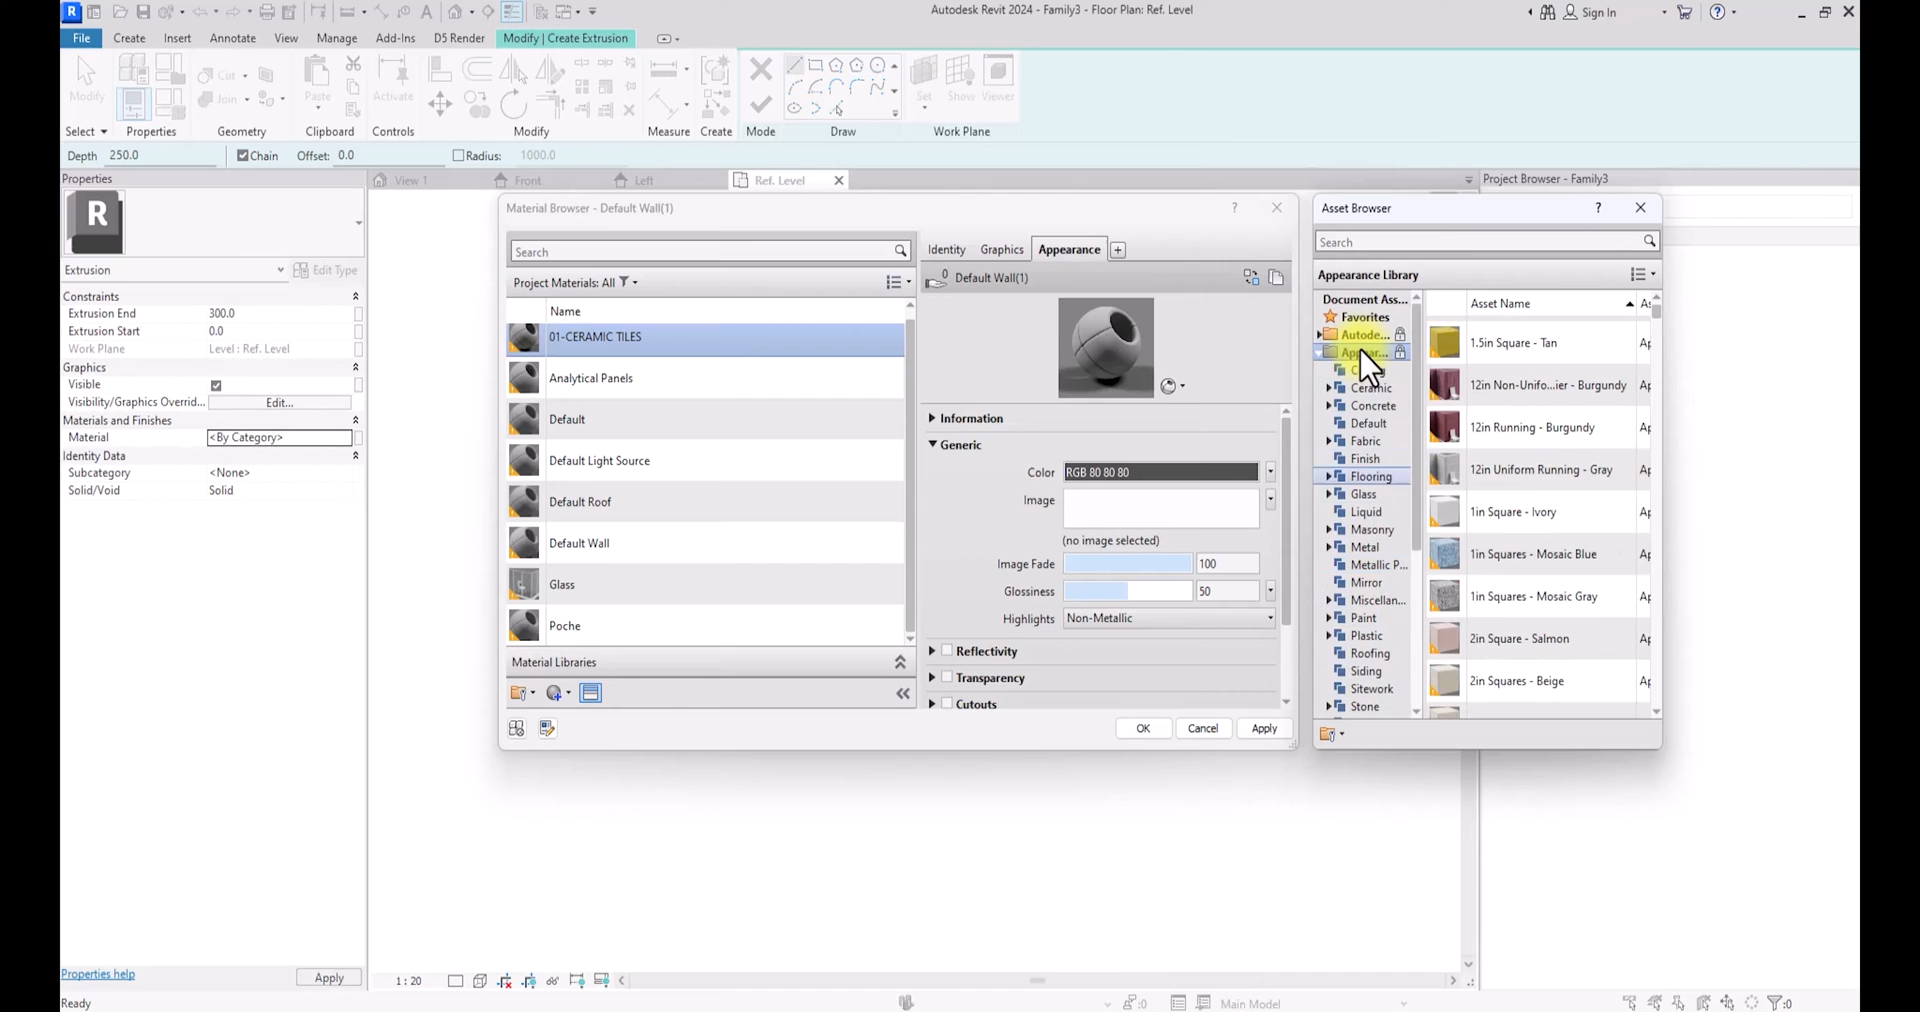 Autodesk Revit 2024 - Family3 - Floor Plan: Ref. Level
Sign In
File Create Insert Annotate View Manage Add-Ins D5 Render Modify | Create Extrusion
Modify
Cut
Join
Paste
Activate
Set Show Viewer
Select Properties Geometry Clipboard Controls Modify Measure Create Mode Draw Work Plane
Depth 250.0 Chain Offset: 0.0 Radius: 1000.0
Properties
View 1 Front Left Ref. Level
Project Browser - Family3
R
Extrusion
Edit Type
Constraints
Extrusion End 300.0
Extrusion Start 0.0
Work Plane Level : Ref. Level
Graphics
Visible
Visibility/Graphics Overrid... Edit...
Materials and Finishes
Material <By Category>
Identity Data
Subcategory <None>
Solid/Void Solid
Properties help
Apply
Material Browser - Default Wall(1)
Search
Project Materials: All
Name
01-CERAMIC TILES
Analytical Panels
Default
Default Light Source
Default Roof
Default Wall
Glass
Poche
Material Libraries
Identity Graphics Appearance
0
Default Wall(1)
Information
Generic
Color RGB 80 80 80
Image
(no image selected)
Image Fade 100
Glossiness 50
Highlights Non-Metallic
Reflectivity
Transparency
Cutouts
OK Cancel Apply
Asset Browser
Search
Appearance Library
Document Ass...
Favorites
Autode...
Appear...
Ceramic
Concrete
Default
Fabric
Finish
Flooring
Glass
Liquid
Masonry
Metal
Metallic P...
Mirror
Miscellan...
Paint
Plastic
Roofing
Siding
Sitework
Stone
Asset Name
1.5in Square - Tan
12in Non-Unifo...ier - Burgundy
12in Running - Burgundy
12in Uniform Running - Gray
1in Square - Ivory
1in Squares - Mosaic Blue
1in Squares - Mosaic Gray
2in Square - Salmon
2in Squares - Beige
1 : 20
Ready
:0
Main Model
:0